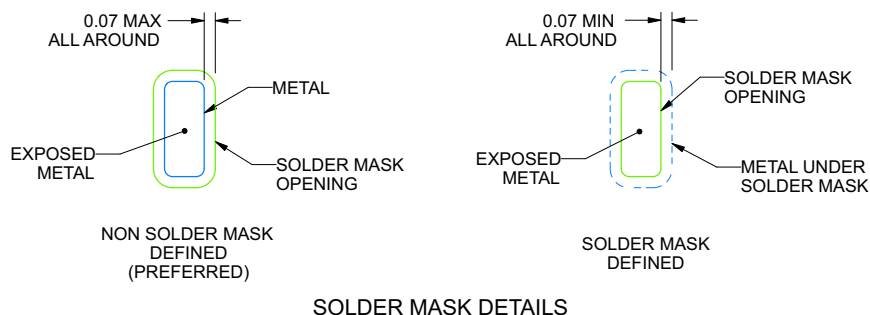 0.07 MAX
ALL AROUND
METAL
EXPOSED
METAL
SOLDER MASK
OPENING
NON SOLDER MASK
DEFINED
(PREFERRED)
0.07 MIN
ALL AROUND
SOLDER MASK
OPENING
EXPOSED
METAL
METAL UNDER
SOLDER MASK
SOLDER MASK
DEFINED
SOLDER MASK DETAILS